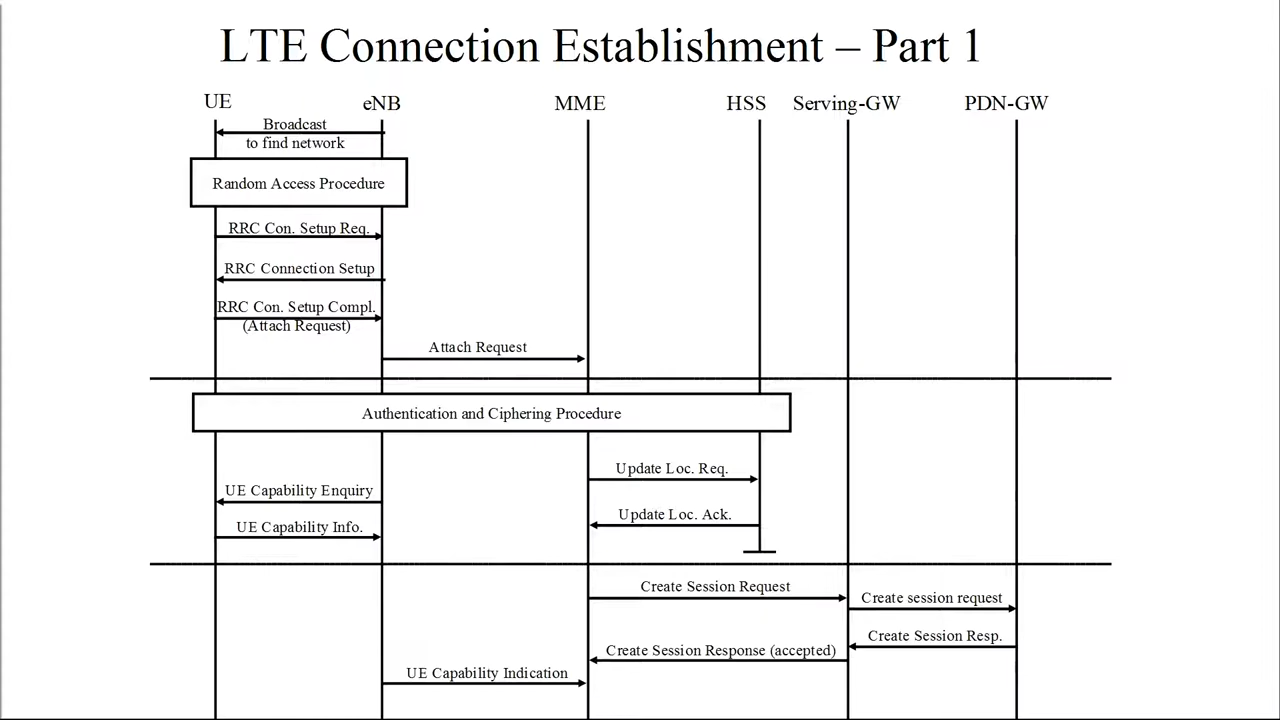 LTE Connection Establishment – Part 1
UE
eNB
MME
HSS
Serving-GW
PDN-GW
Broadcast
to find network
Random Access Procedure
RRC Con. Setup Req.
RRC Connection Setup
RRC Con. Setup Compl.
(Attach Request)
Attach Request
Authentication and Ciphering Procedure
Update Loc. Req.
UE Capability Enquiry
Update Loc. Ack.
UE Capability Info.
Create Session Request
Create session request
Create Session Resp.
Create Session Response (accepted)
UE Capability Indication